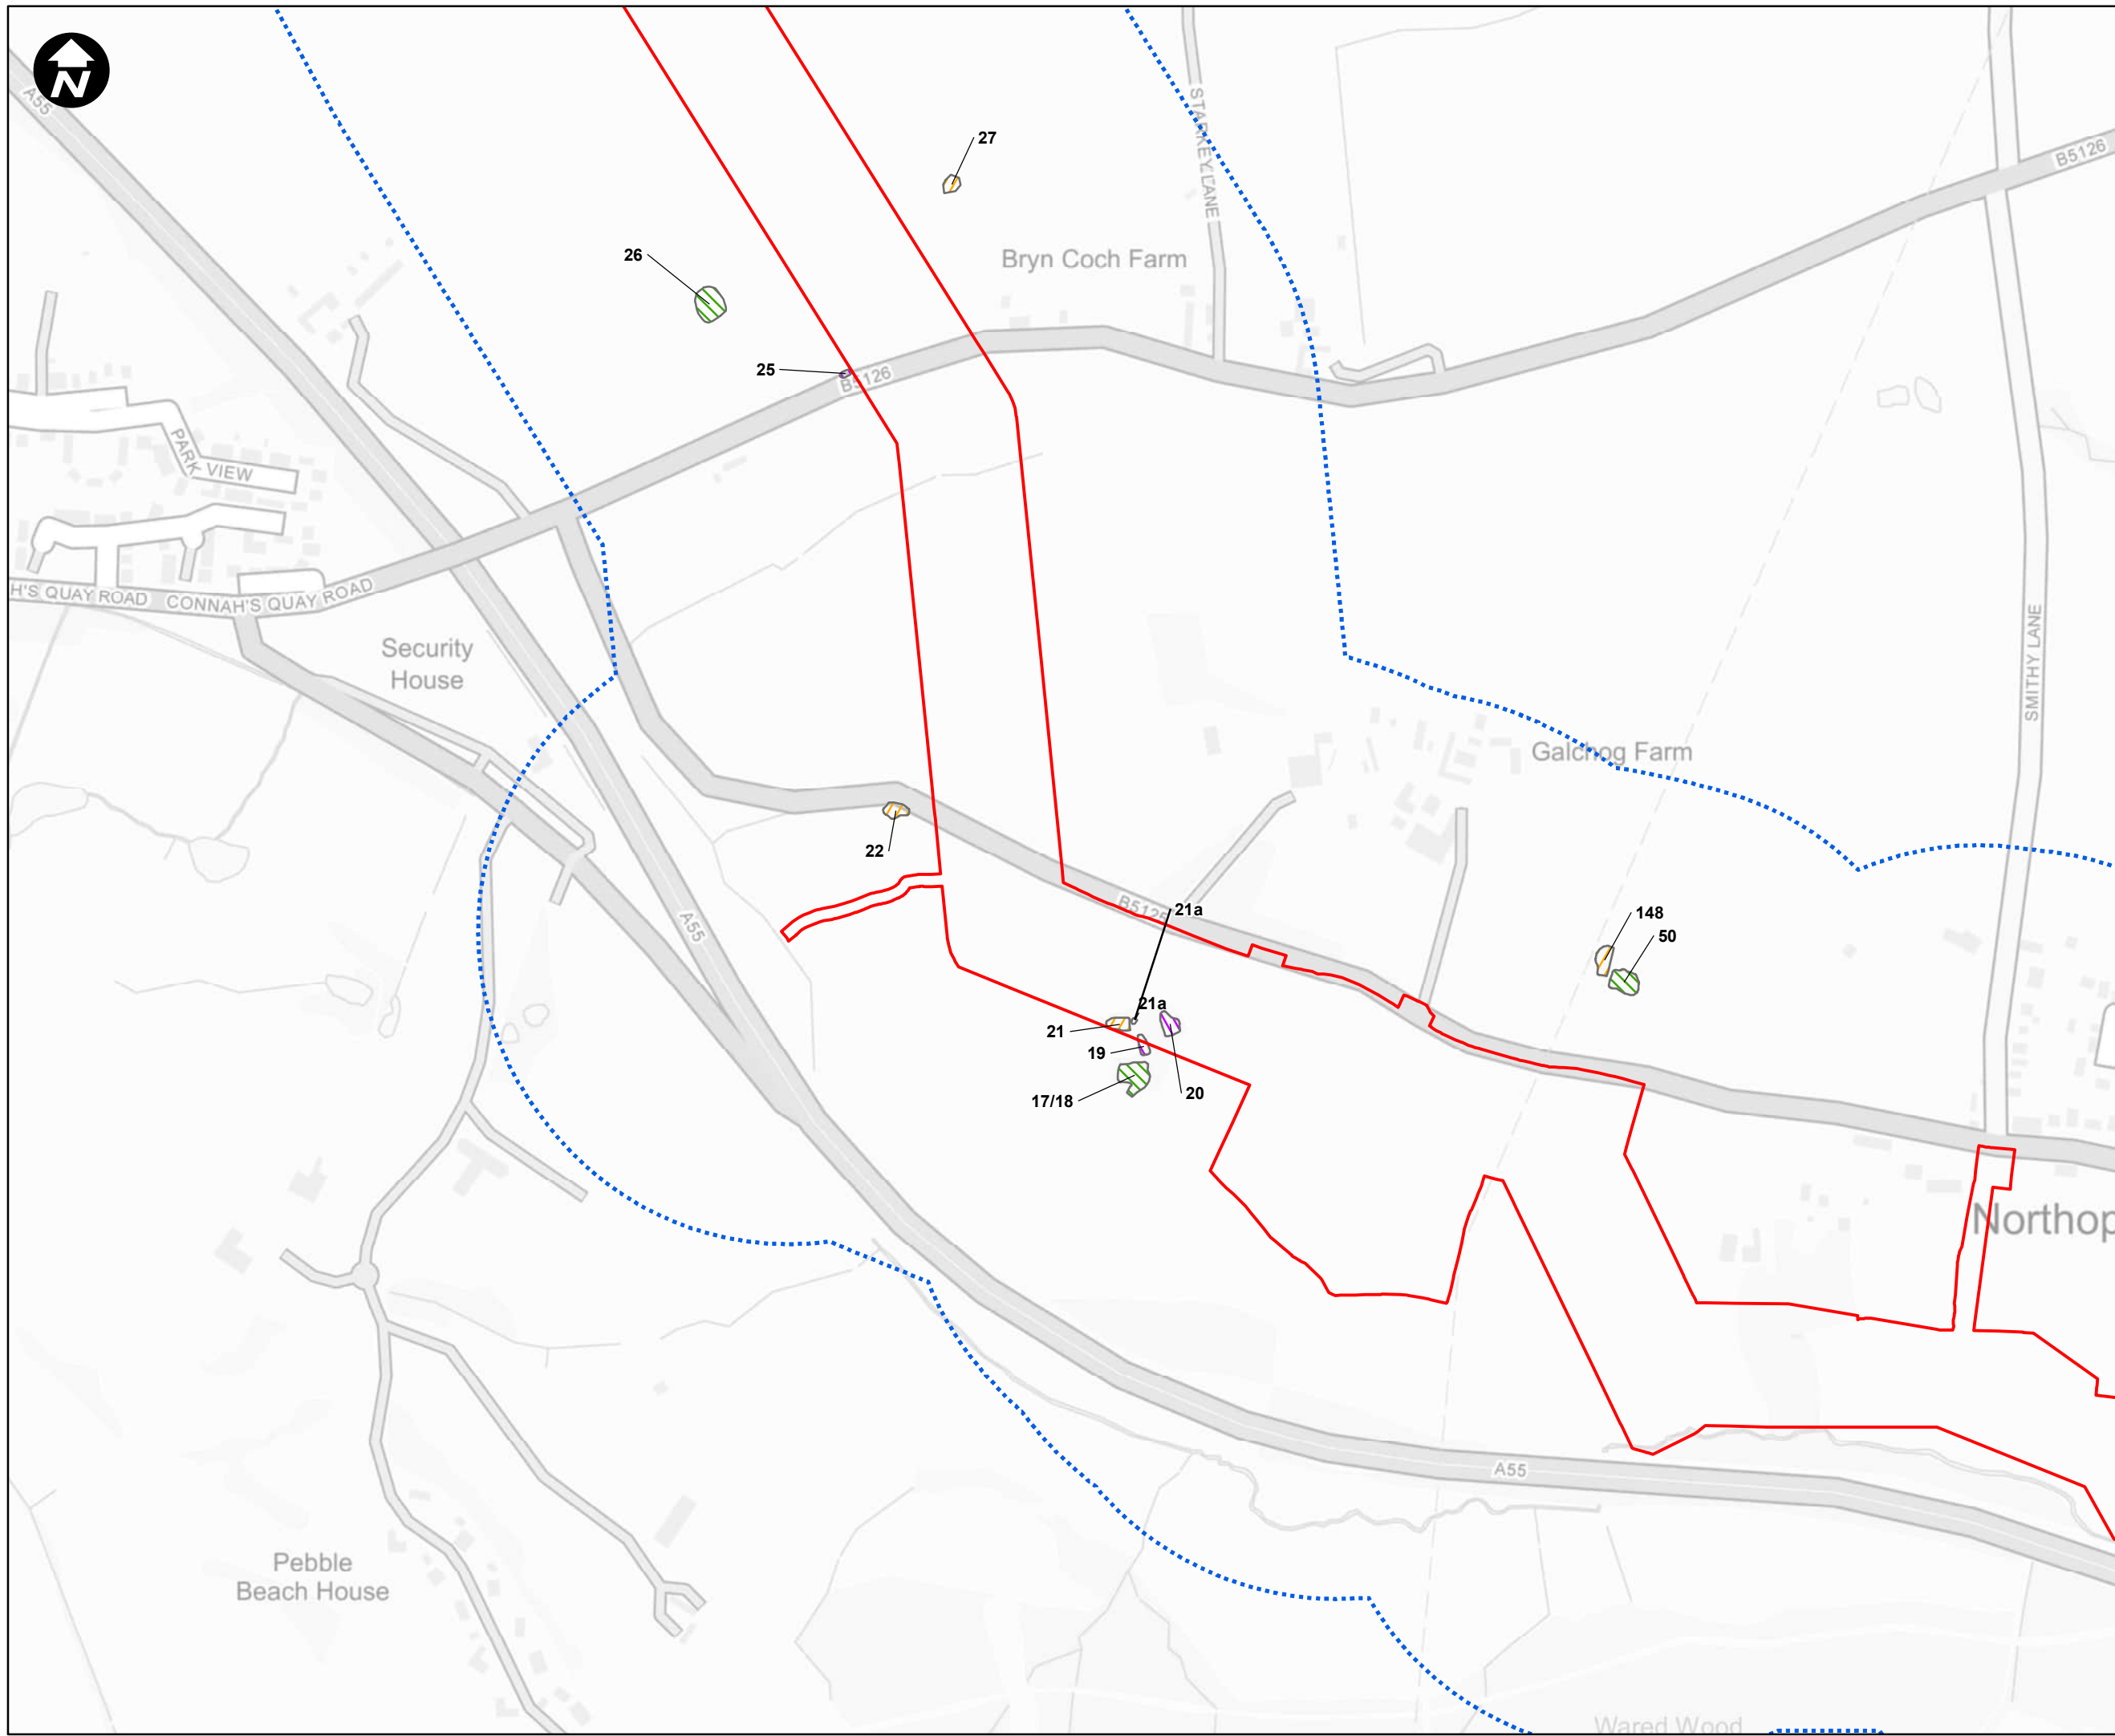 N
A55
STARKEY LANE
27
B5126
26
Bryn Coch Farm
25
B5126
PARK VIEW
H'S QUAY ROAD
CONNAH'S QUAY ROAD
Security
House
SMITHY LANE
Galchog Farm
22
A55
B5125
21a
148
50
21a
21
19
20
17/18
Northop
A55
Pebble
Beach House
Wared Wood